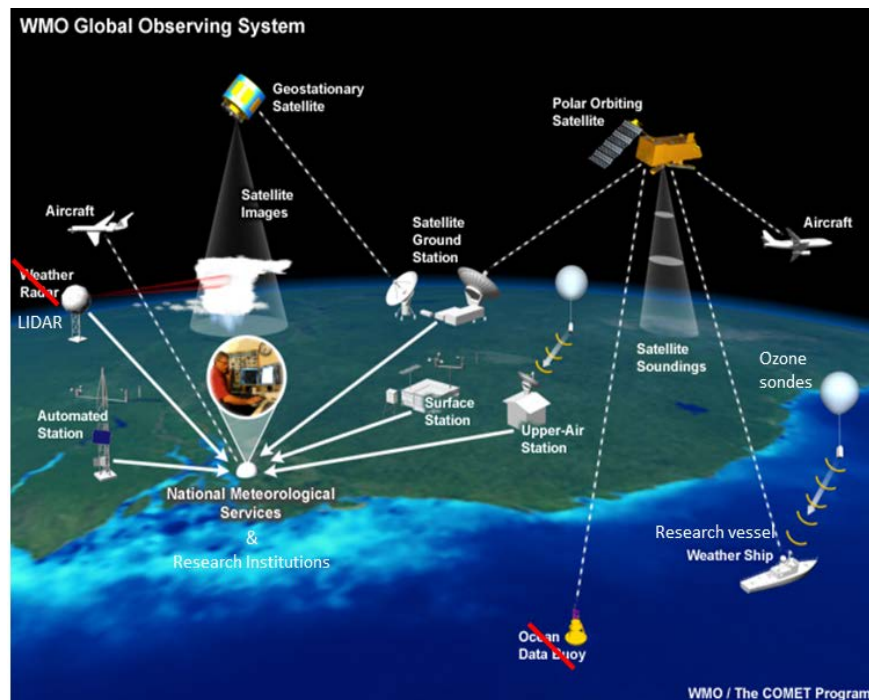 WMO Global Observing System
Geostationary
Satellite
Polar Orbiting
Satellite
Aircraft
Satellite
Images
Satellite
Ground
Station
Aircraft
Weather
Radar
LIDAR
Satellite
Soundings
Ozone
sondes
Automated
Station
Surface
Station
Upper-Air
Station
National Meteorological
Services
&
Research Institutions
Research vessel
Weather Ship
Ocean
Data Buoy
WMO / The COMET Program